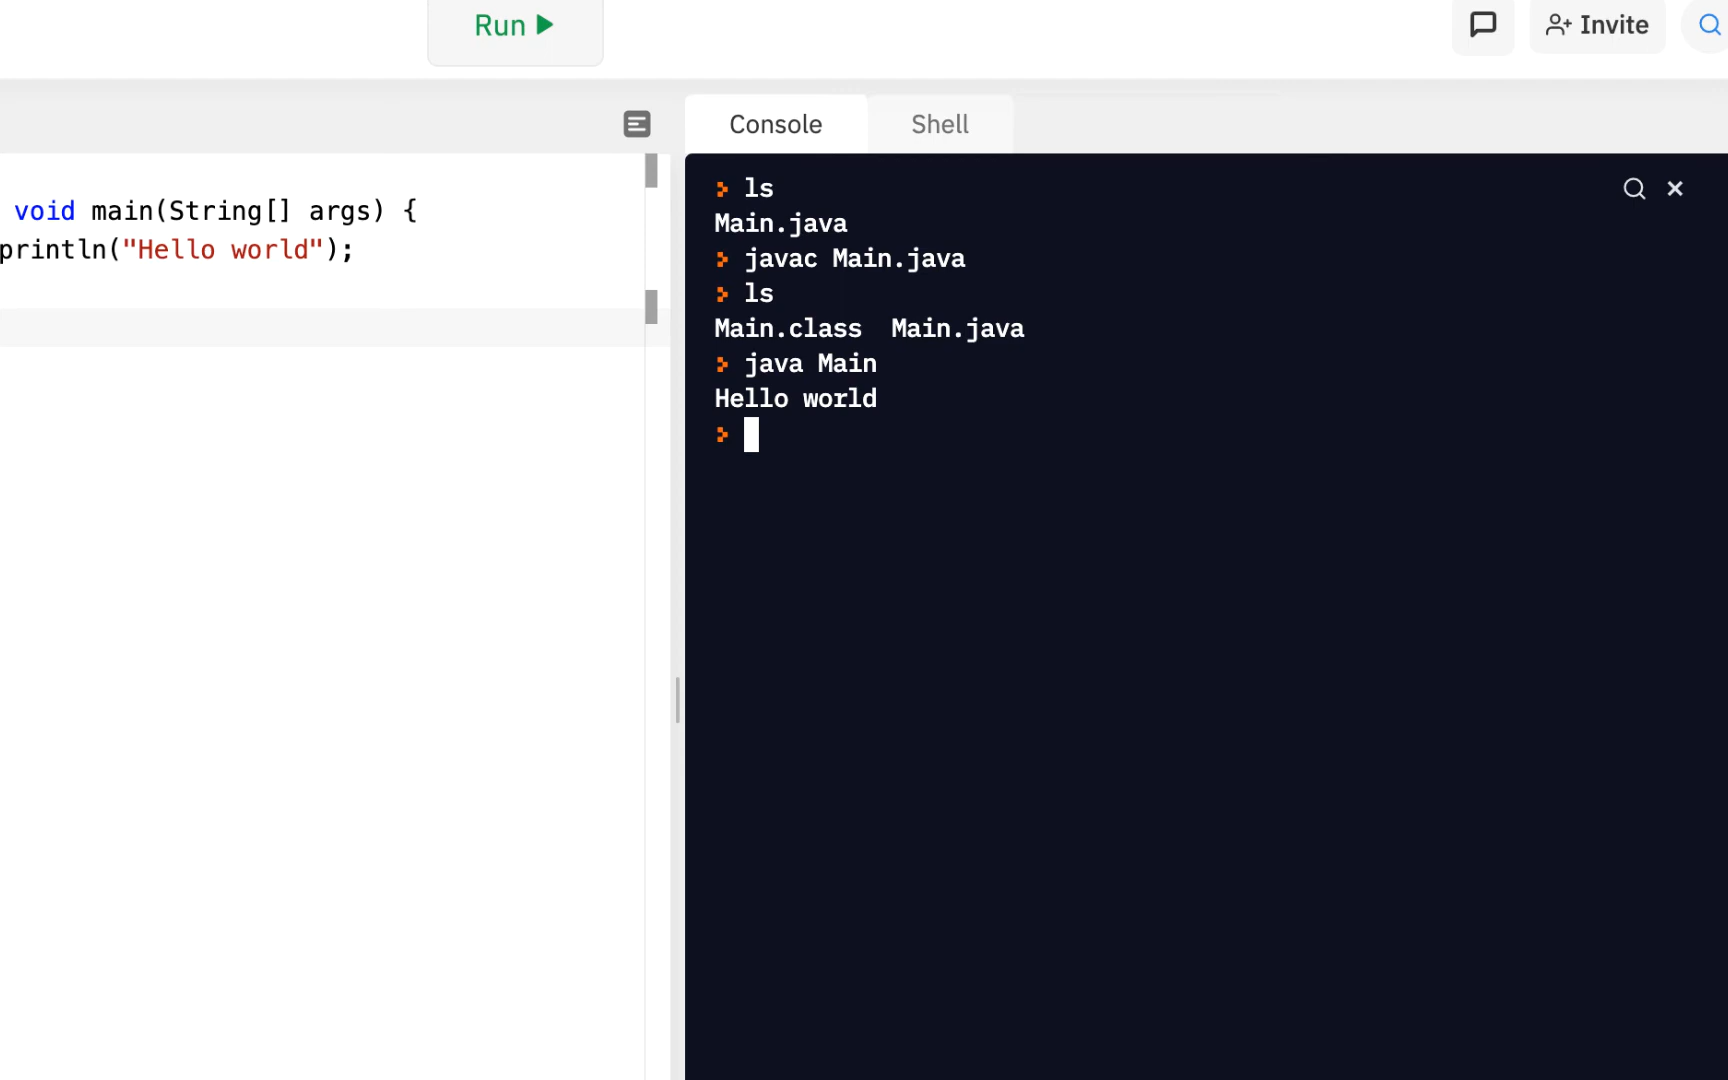 Run
Invite
Console
Shell
void main(String[] args) {
println("Hello world");
ls
Main.java
javac Main.java
ls
Main.class  Main.java
java Main
Hello world